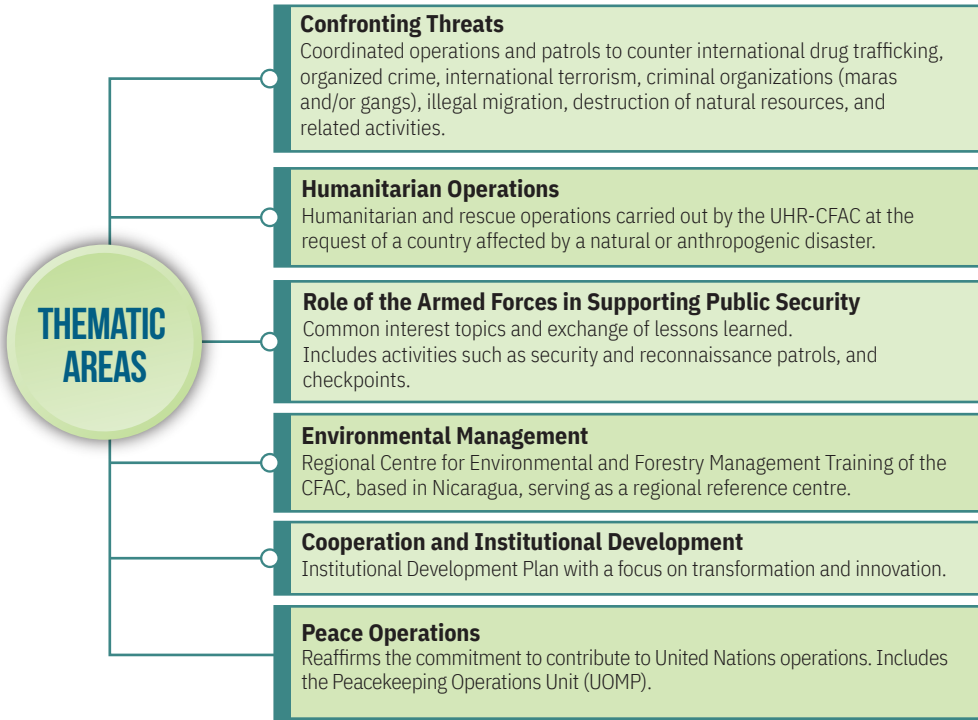 Confronting Threats
Coordinated operations and patrols to counter international drug trafficking,
organized crime, international terrorism, criminal organizations (maras
and/or gangs), illegal migration, destruction of natural resources, and
related activities.
Humanitarian Operations
Humanitarian and rescue operations carried out by the UHR-CFAC at the
request of a country affected by a natural or anthropogenic disaster.
THEMATIC
AREAS
Role of the Armed Forces in Supporting Public Security
Common interest topics and exchange of lessons learned.
Includes activities such as security and reconnaissance patrols, and
checkpoints.
Environmental Management
Regional Centre for Environmental and Forestry Management Training of the
CFAC, based in Nicaragua, serving as a regional reference centre.
Cooperation and Institutional Development
Institutional Development Plan with a focus on transformation and innovation.
Peace Operations
Reaffirms the commitment to contribute to United Nations operations. Includes
the Peacekeeping Operations Unit (UOMP).